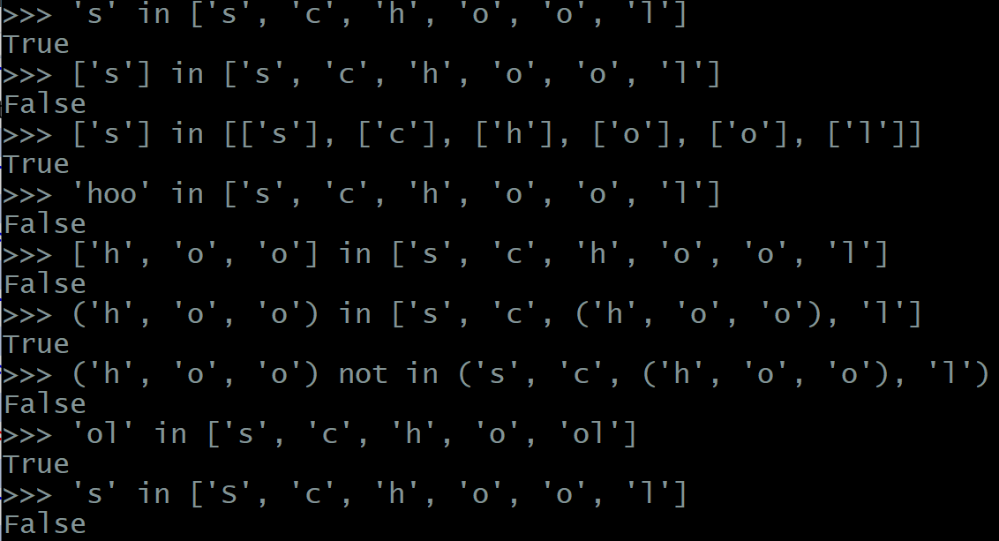 >>> 's' in ['s', 'c', 'h', 'o', 'o', 'l']
True
>>> ['s'] in ['s', 'c', 'h', 'o', 'o', 'l']
False
>>> ['s'] in [['s'], ['c'], ['h'], ['o'], ['o'], ['l']]
True
>>> 'hoo' in ['s', 'c', 'h', 'o', 'o', 'l']
False
>>> ['h', 'o', 'o'] in ['s', 'c', 'h', 'o', 'o', 'l']
False
>>> ('h', 'o', 'o') in ['s', 'c', ('h', 'o', 'o'), 'l']
True
>>> ('h', 'o', 'o') not in ('s', 'c', ('h', 'o', 'o'), 'l')
False
>>> 'ol' in ['s', 'c', 'h', 'o', 'ol']
True
>>> 's' in ['S', 'c', 'h', 'o', 'o', 'l']
False